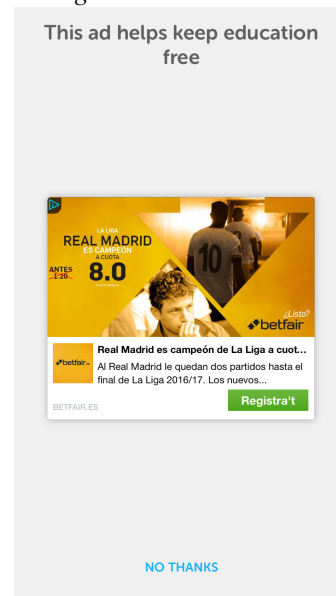 This ad helps keep education
free
LA LIGA
REAL MADRID
ES CAMPEÓN
A CUOTA
ANTES
1.20
8.0
10
¿Listo?
betfair
betfair
Real Madrid es campeón de La Liga a cuot...
Al Real Madrid le quedan dos partidos hasta el
final de La Liga 2016/17. Los nuevos...
BETFAIR.ES
Registra't
NO THANKS